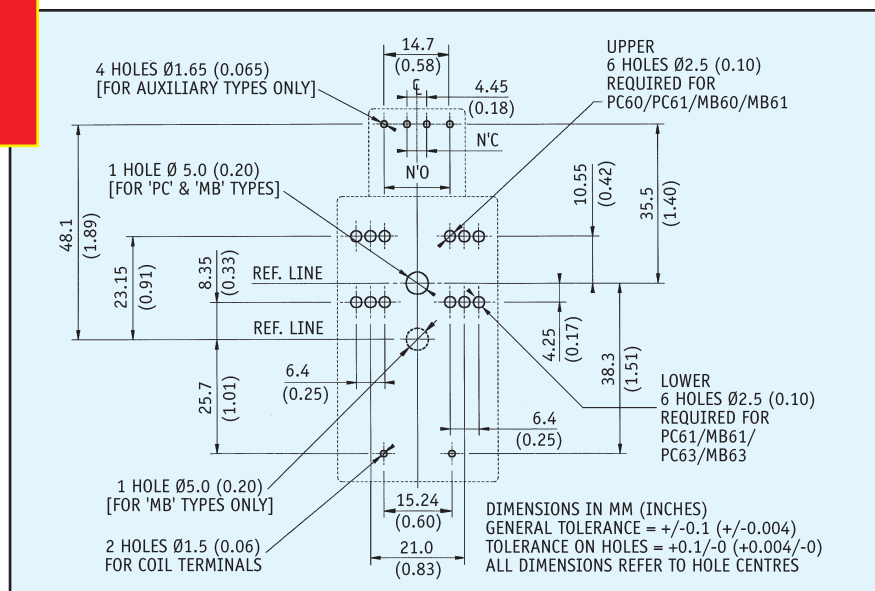 14.7
(0.58)
4 HOLES Ø1.65 (0.065)
[FOR AUXILIARY TYPES ONLY]
℄
4.45
(0.18)
UPPER
6 HOLES Ø2.5 (0.10)
REQUIRED FOR
PC60/PC61/MB60/MB61
N'C
N'O
1 HOLE Ø 5.0 (0.20)
[FOR 'PC' & 'MB' TYPES]
10.55
(0.42)
35.5
(1.40)
48.1
(1.89)
23.15
(0.91)
8.35
(0.33)
REF. LINE
REF. LINE
4.25
(0.17)
38.3
(1.51)
25.7
(1.01)
6.4
(0.25)
6.4
(0.25)
LOWER
6 HOLES Ø2.5 (0.10)
REQUIRED FOR
PC61/MB61/
PC63/MB63
1 HOLE Ø5.0 (0.20)
[FOR 'MB' TYPES ONLY]
15.24
(0.60)
2 HOLES Ø1.5 (0.06)
FOR COIL TERMINALS
21.0
(0.83)
DIMENSIONS IN MM (INCHES)
GENERAL TOLERANCE = +/-0.1 (+/-0.004)
TOLERANCE ON HOLES = +0.1/-0 (+0.004/-0)
ALL DIMENSIONS REFER TO HOLE CENTRES